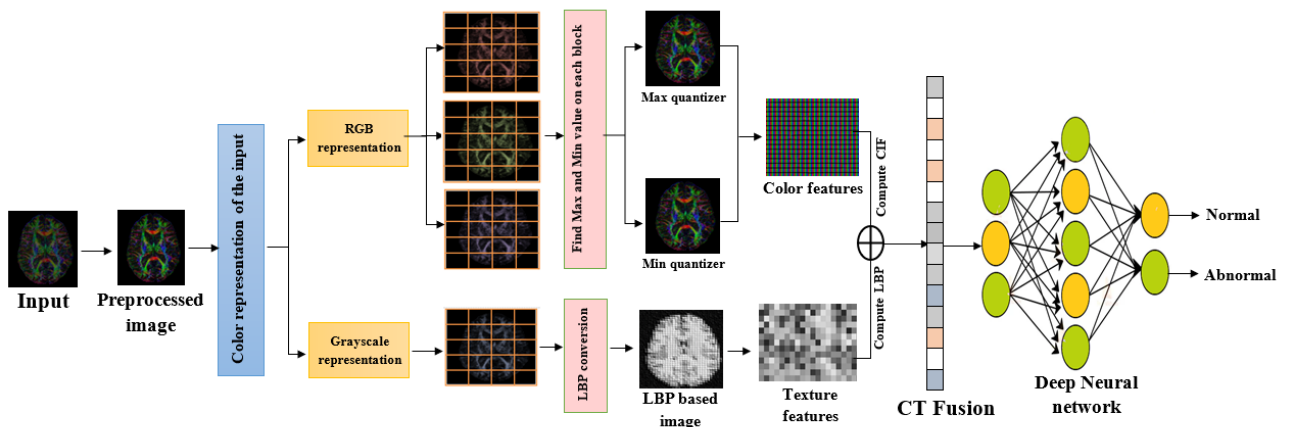 Input
Preprocessed
image
Color representation of the input
RGB
representation
Grayscale
representation
Find Max and Min value on each block
LBP conversion
Max quantizer
Min quantizer
LBP based
image
Color features
Texture
features
Compute CIF
Compute LBP
CT Fusion
Deep Neural
network
Normal
Abnormal